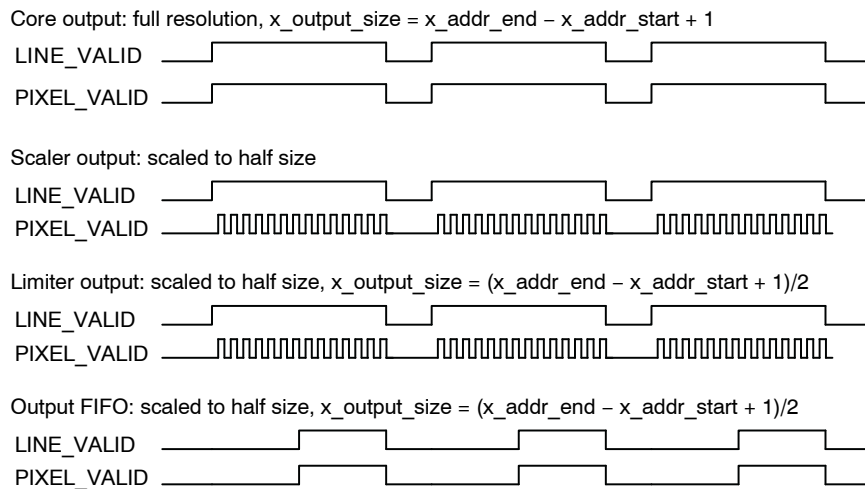 Core output: full resolution, x_output_size = x_addr_end − x_addr_start + 1
LINE_VALID
PIXEL_VALID
Scaler output: scaled to half size
LINE_VALID
PIXEL_VALID
Limiter output: scaled to half size, x_output_size = (x_addr_end − x_addr_start + 1)/2
LINE_VALID
PIXEL_VALID
Output FIFO: scaled to half size, x_output_size = (x_addr_end − x_addr_start + 1)/2
LINE_VALID
PIXEL_VALID